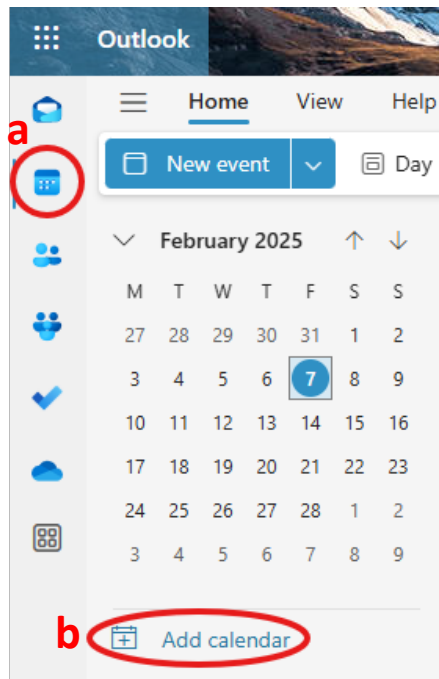 Outlook
Home View Help
a
New event Day
February 2025
M T W T F S S
27 28 29 30 31 1 2
3 4 5 6 7 8 9
10 11 12 13 14 15 16
17 18 19 20 21 22 23
24 25 26 27 28 1 2
3 4 5 6 7 8 9
b Add calendar